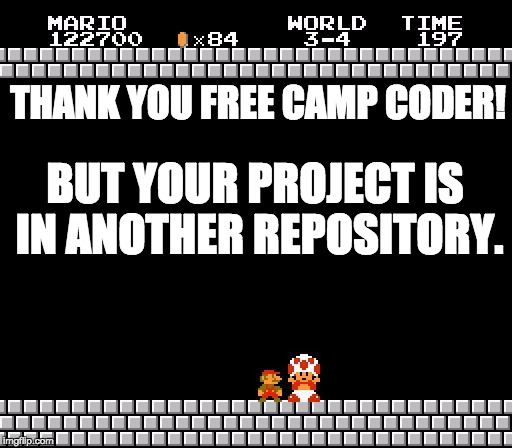 MARIO WORLD TIME
122700 ×84 3-4 197
THANK YOU FREE CAMP CODER!
BUT YOUR PROJECT IS
IN ANOTHER REPOSITORY.
imgflip.com